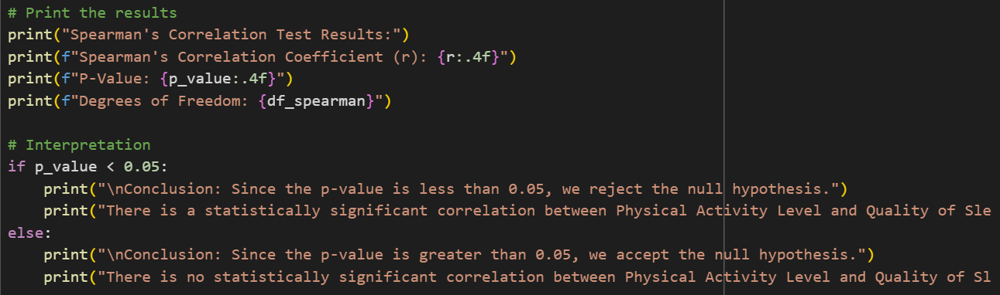 # Print the results
print("Spearman's Correlation Test Results:")
print(f"Spearman's Correlation Coefficient (r): {r:.4f}")
print(f"P-Value: {p_value:.4f}")
print(f"Degrees of Freedom: {df_spearman}")

# Interpretation
if p_value < 0.05:
    print("\nConclusion: Since the p-value is less than 0.05, we reject the null hypothesis.")
    print("There is a statistically significant correlation between Physical Activity Level and Quality of Sle
else:
    print("\nConclusion: Since the p-value is greater than 0.05, we accept the null hypothesis.")
    print("There is no statistically significant correlation between Physical Activity Level and Quality of Sl